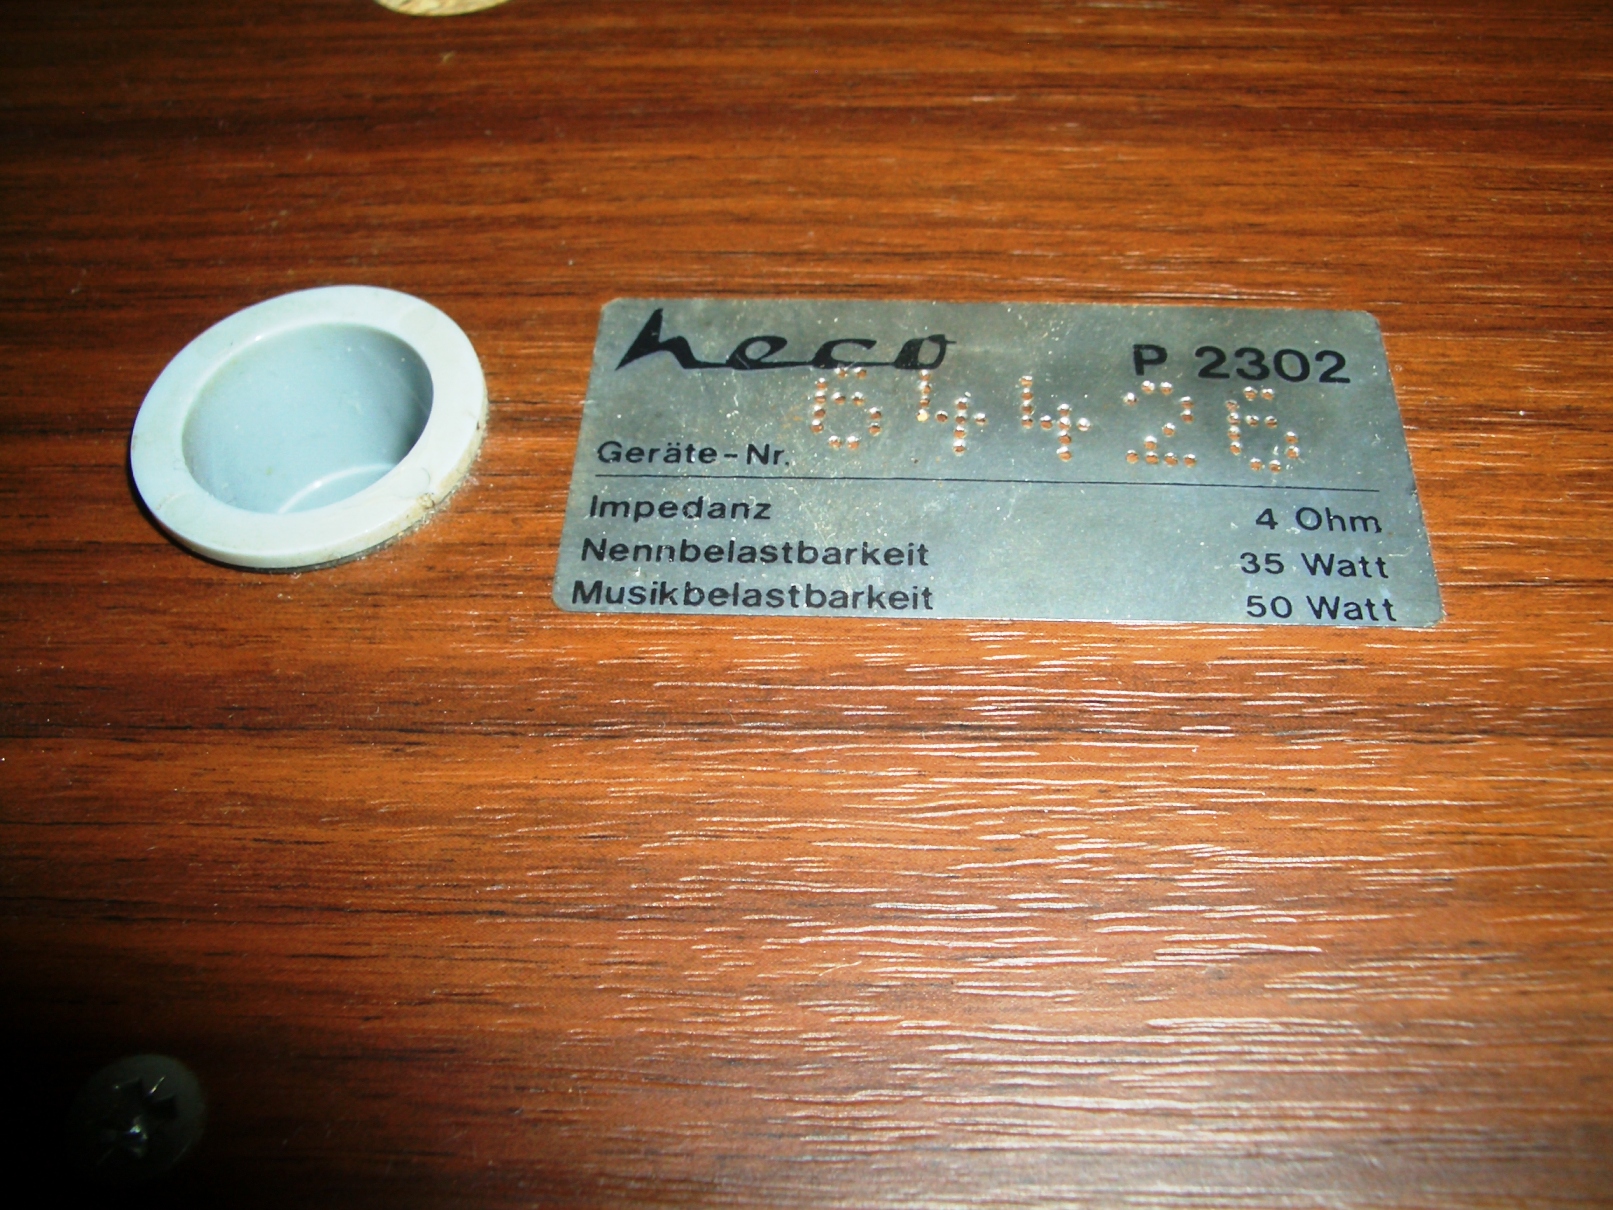 heco P 2302
Geräte-Nr. 64426
Impedanz 4 Ohm
Nennbelastbarkeit 35 Watt
Musikbelastbarkeit 50 Watt